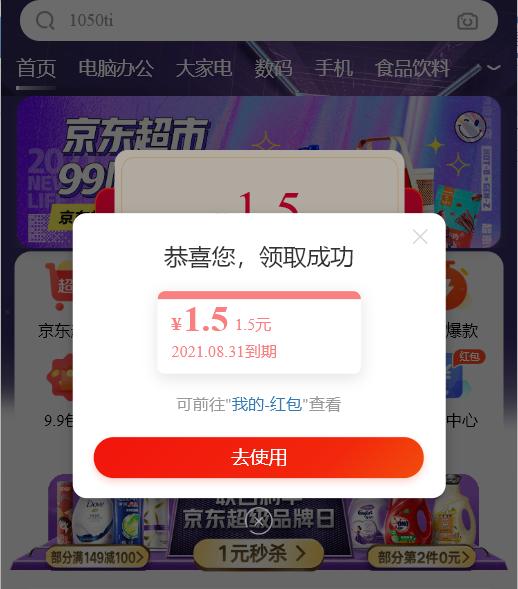 1050ti
首页 电脑办公 大家电 数码 手机 食品饮料
京东超市
99
1.5
恭喜您，领取成功
¥1.5 1.5元
2021.08.31到期
可前往"我的-红包"查看
去使用
爆款
红包
9.9包
中心
京东超市品牌日
部分满149减100>
1元秒杀 >
部分第2件0元>